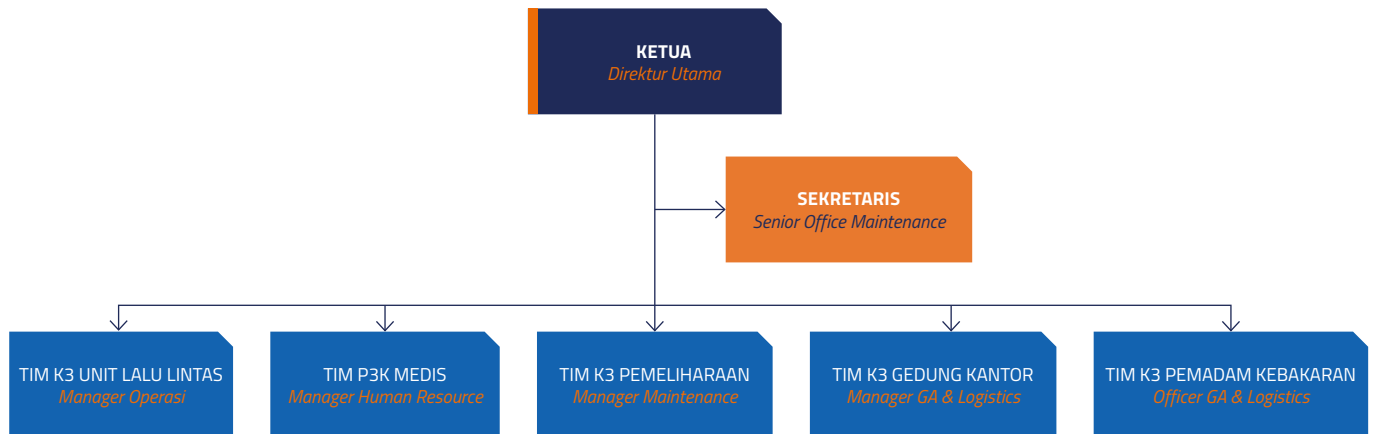 KETUA
Direktur Utama
SEKRETARIS
Senior Office Maintenance
TIM K3 UNIT LALU LINTAS
Manager Operasi
TIM P3K MEDIS
Manager Human Resource
TIM K3 PEMELIHARAAN
Manager Maintenance
TIM K3 GEDUNG KANTOR
Manager GA & Logistics
TIM K3 PEMADAM KEBAKARAN
Officer GA & Logistics